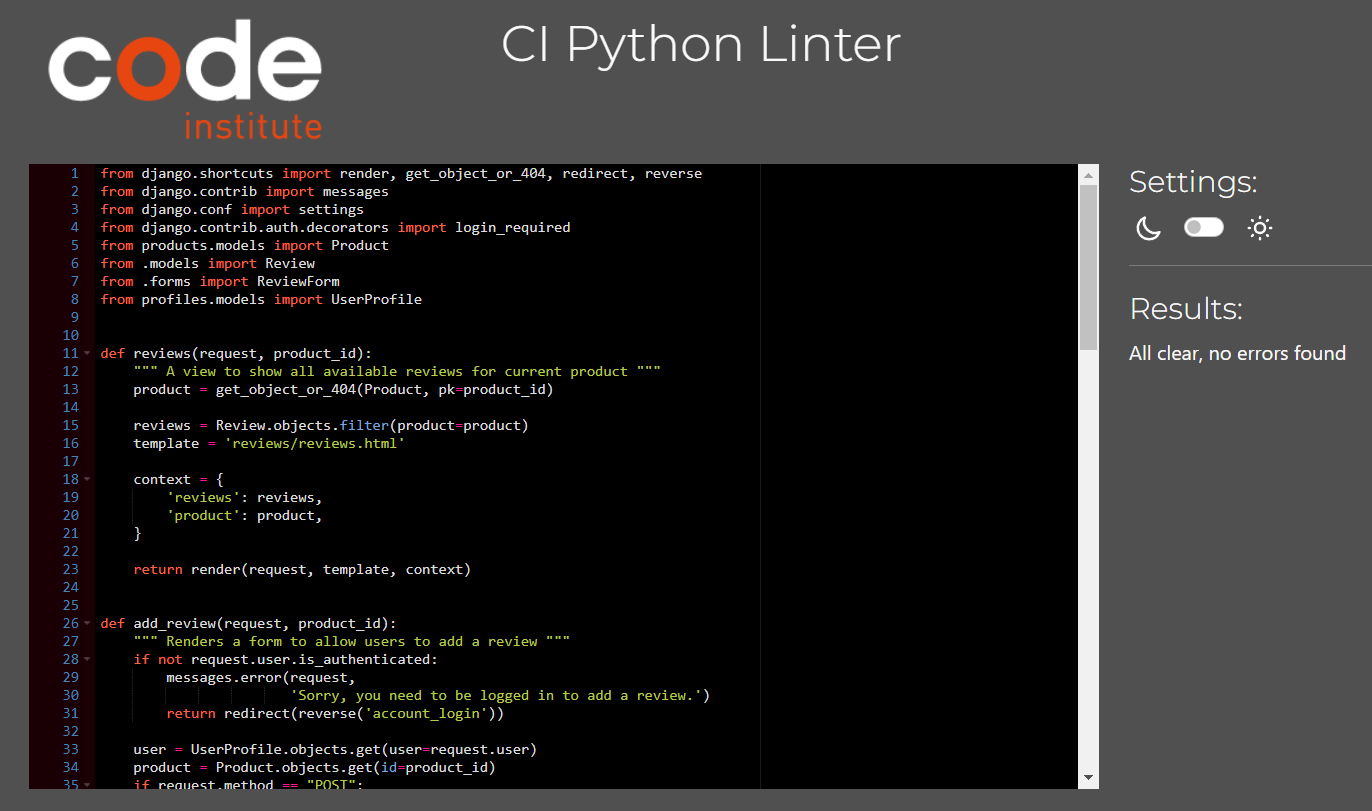 code
institute
CI Python Linter
1 from django.shortcuts import render, get_object_or_404, redirect, reverse
2 from django.contrib import messages
3 from django.conf import settings
4 from django.contrib.auth.decorators import login_required
5 from products.models import Product
6 from .models import Review
7 from .forms import ReviewForm
8 from profiles.models import UserProfile
9
10
11 def reviews(request, product_id):
12     """ A view to show all available reviews for current product """
13     product = get_object_or_404(Product, pk=product_id)
14
15     reviews = Review.objects.filter(product=product)
16     template = 'reviews/reviews.html'
17
18     context = {
19         'reviews': reviews,
20         'product': product,
21     }
22
23     return render(request, template, context)
24
25
26 def add_review(request, product_id):
27     """ Renders a form to allow users to add a review """
28     if not request.user.is_authenticated:
29         messages.error(request,
30                        'Sorry, you need to be logged in to add a review.')
31         return redirect(reverse('account_login'))
32
33     user = UserProfile.objects.get(user=request.user)
34     product = Product.objects.get(id=product_id)
35     if request.method == "POST":
Settings:
Results:
All clear, no errors found